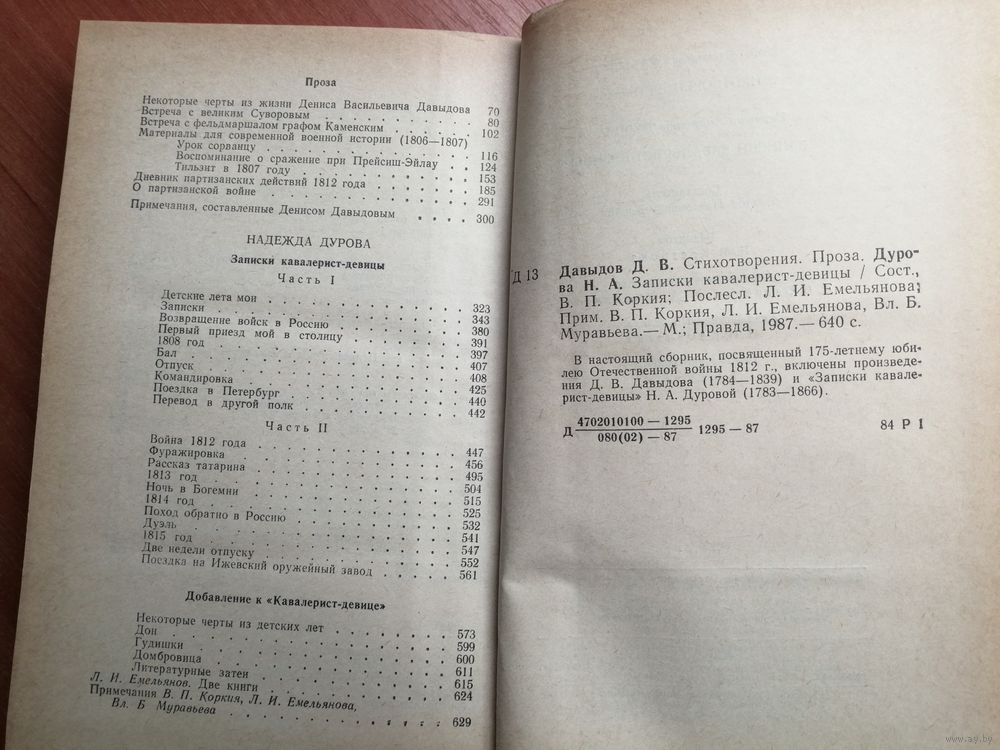 Проза
Некоторые черты из жизни Дениса Васильевича Давыдова 70
Встреча с великим Суворовым . . . . . . . . 80
Встреча с фельдмаршалом графом Каменским . . . . 102
Материалы для современной военной истории (1806—1807)
Урок сорванцу . . . . . . . . . . 116
Воспоминание о сражение при Прейсиш-Эйлау . . 124
Тильзит в 1807 году . . . . . . . . . 153
Дневник партизанских действий 1812 года . . . . . 185
О партизанской войне . . . . . . . . . . 291
Примечания, составленные Денисом Давыдовым . . . . 300
НАДЕЖДА ДУРОВА
Записки кавалерист-девицы
Часть I
Детские лета мои . . . . . . . . . . 323
Записки . . . . . . . . . . . . 343
Возвращение войск в Россию . . . . . . . 380
Первый приезд мой в столицу . . . . . . . 391
1808 год . . . . . . . . . . . . 397
Бал . . . . . . . . . . . . . 407
Отпуск . . . . . . . . . . . . 408
Командировка . . . . . . . . . . . 425
Поездка в Петербург . . . . . . . . . 440
Перевод в другой полк . . . . . . . . . 442
Часть II
Война 1812 года . . . . . . . . . . 447
Фуражировка . . . . . . . . . . . 456
Рассказ татарина . . . . . . . . . . 495
1813 год . . . . . . . . . . . . 504
Ночь в Богемии . . . . . . . . . . 515
1814 год . . . . . . . . . . . . 525
Поход обратно в Россию . . . . . . . . 532
Дуэль . . . . . . . . . . . . . 541
1815 год . . . . . . . . . . . . 547
Две недели отпуску . . . . . . . . . 552
Поездка на Ижевский оружейный завод . . . . . 561
Добавление к «Кавалерист-девице»
Некоторые черты из детских лет . . . . . . . 573
Дон . . . . . . . . . . . . . 599
Гудишки . . . . . . . . . . . . 600
Домбровица . . . . . . . . . . . 611
Литературные затеи . . . . . . . . . 615
Л. И. Емельянов. Две книги . . . . . . . . 624
Примечания В. П. Коркия, Л. И. Емельянова,
Вл. Б Муравьева . . . . . . . . . . 629
Д 13
Давыдов Д. В. Стихотворения. Проза. Дуро-
ва Н. А. Записки кавалерист-девицы / Сост.,
В. П. Коркия; Послесл. Л. И. Емельянова;
Прим. В. П. Коркия, Л. И. Емельянова, Вл. Б.
Муравьева.— М.; Правда, 1987.— 640 с.
В настоящий сборник, посвященный 175-летнему юби-
лею Отечественной войны 1812 г., включены произведе-
ния Д. В. Давыдова (1784—1839) и «Записки кавале-
рист-девицы» Н. А. Дуровой (1783—1866).
4702010100 — 1295
Д 1295 — 87 84 Р 1
080(02) — 87
www.ay.by